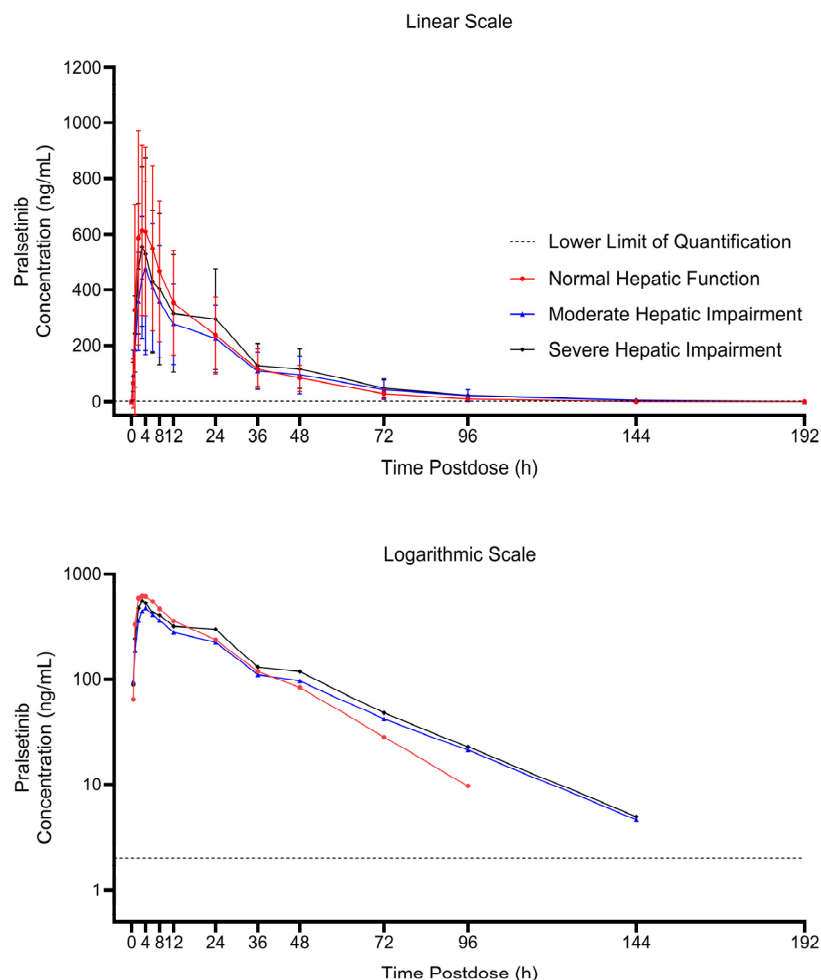 Linear Scale
1200
1000
800
600
400
200
0
Pralsetinib
Concentration (ng/mL)
Lower Limit of Quantification
Normal Hepatic Function
Moderate Hepatic Impairment
Severe Hepatic Impairment
0 4 8 12 24 36 48 72 96 144 192
Time Postdose (h)
Logarithmic Scale
1000
100
10
1
Pralsetinib
Concentration (ng/mL)
0 4 8 12 24 36 48 72 96 144 192
Time Postdose (h)